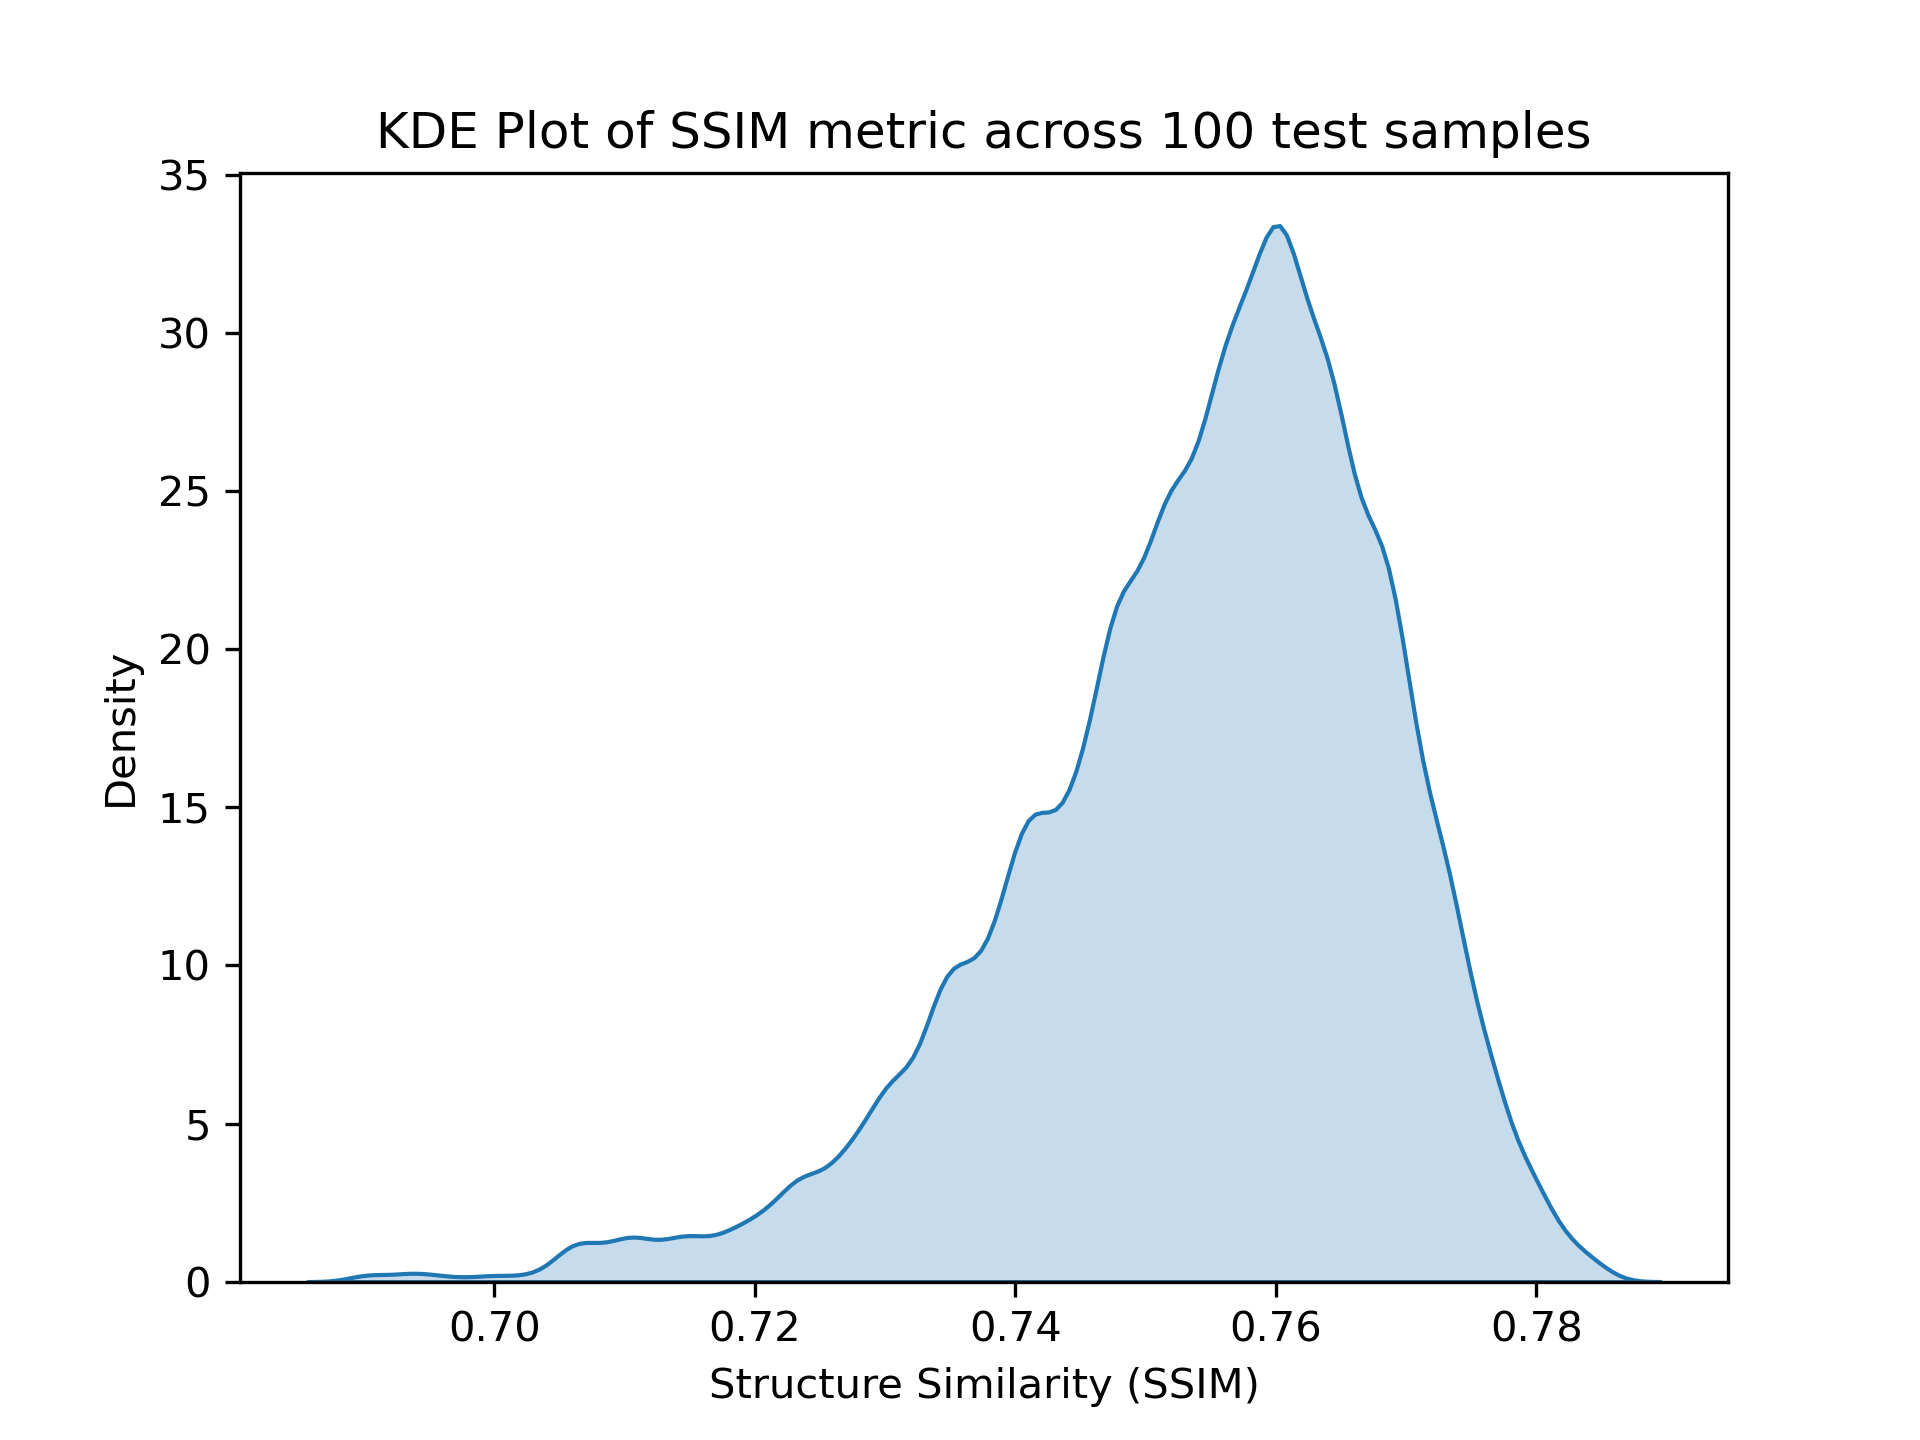 KDE Plot of SSIM metric across 100 test samples
35
30
25
20
15
10
5
0
Density
0.70 0.72 0.74 0.76 0.78
Structure Similarity (SSIM)